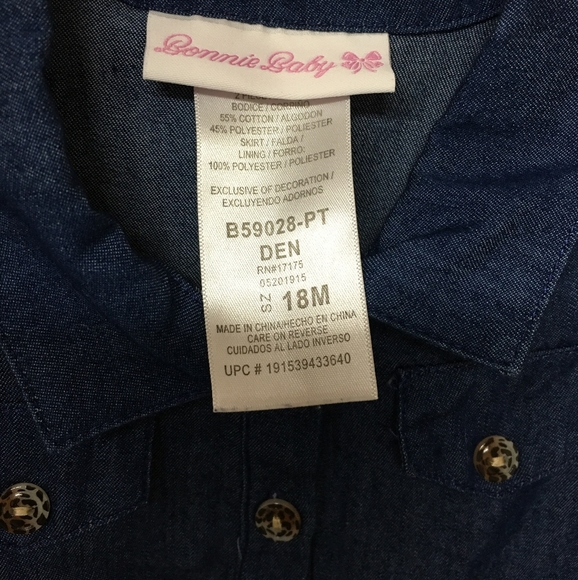 Bonnie Baby
BODICE / CORPIÑO
55% COTTON / ALGODON
45% POLYESTER / POLIESTER
SKIRT / FALDA /
LINING / FORRO:
100% POLYESTER / POLIESTER
EXCLUSIVE OF DECORATION /
EXCLUYENDO ADORNOS
B59028-PT
DEN
RN#17175
05201915
SZ 18M
MADE IN CHINA/HECHO EN CHINA
CARE ON REVERSE
CUIDADOS AL LADO INVERSO
UPC # 191539433640